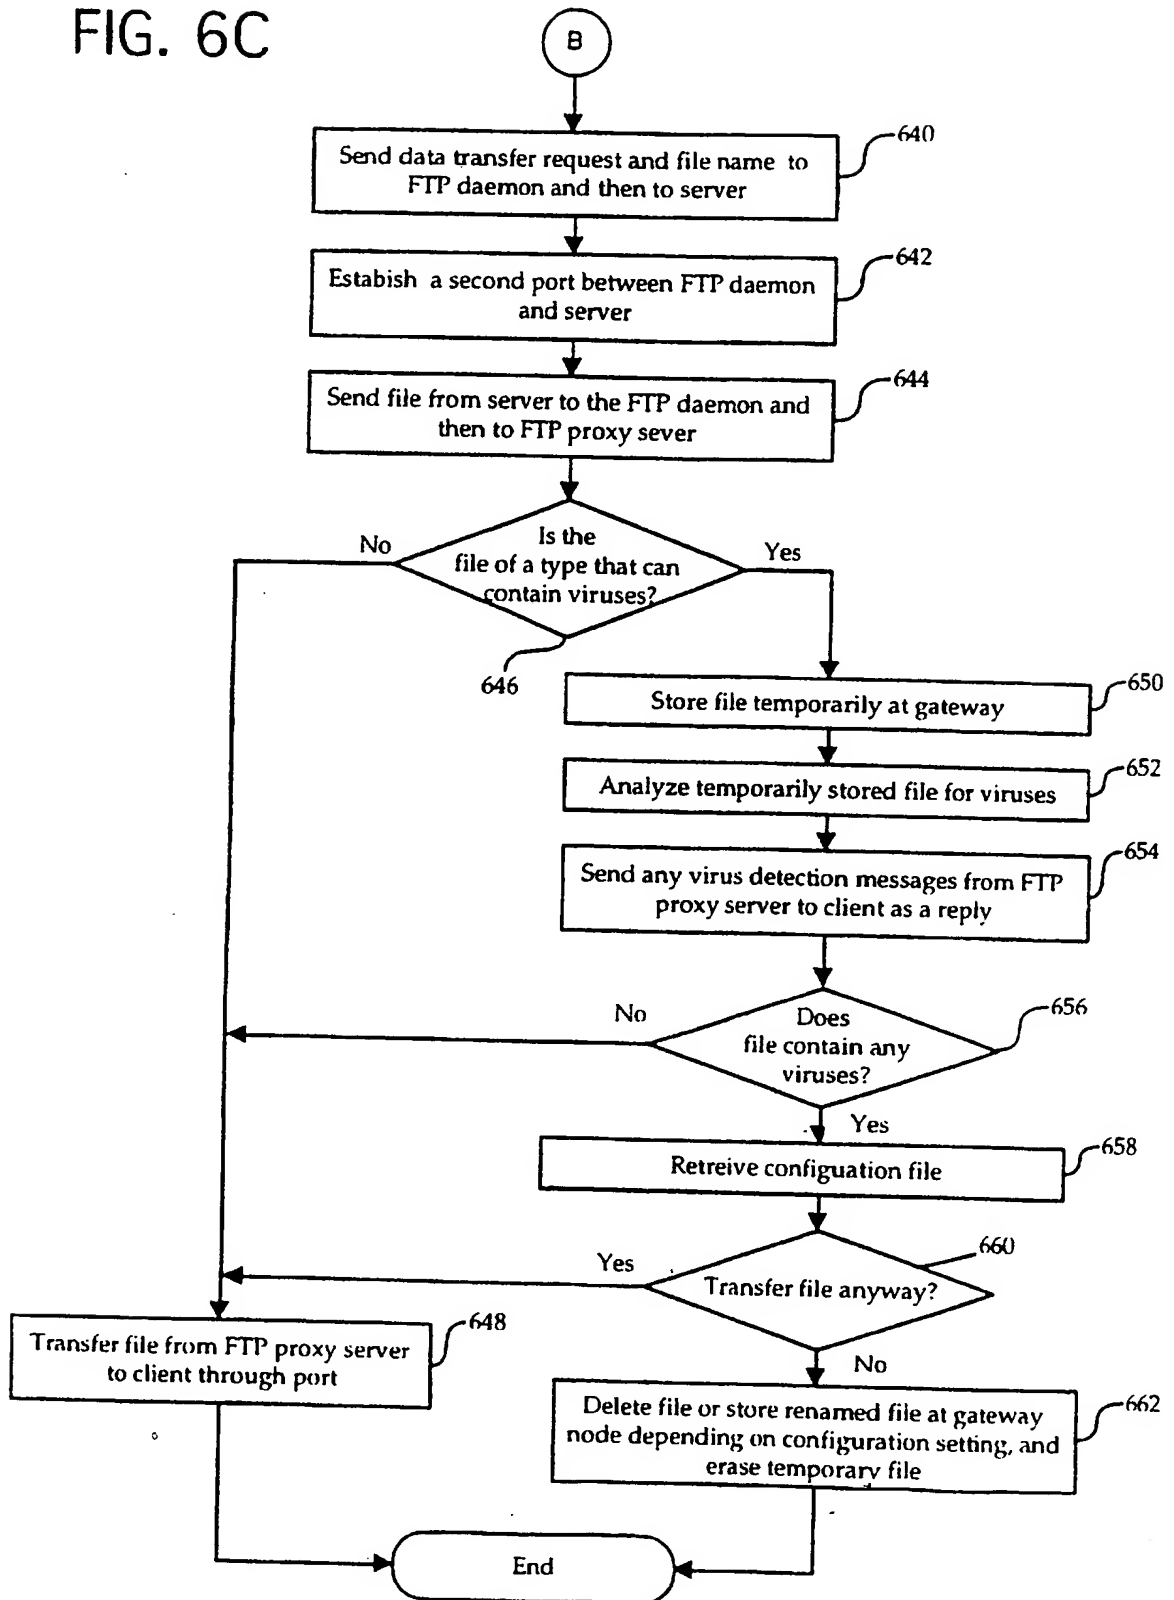 FIG. 6C
B
640
Send data transfer request and file name to
FTP daemon and then to server
642
Estabish a second port between FTP daemon
and server
644
Send file from server to the FTP daemon and
then to FTP proxy sever
Is the
file of a type that can
contain viruses?
No
Yes
646
650
Store file temporarily at gateway
652
Analyze temporarily stored file for viruses
654
Send any virus detection messages from FTP
proxy server to client as a reply
656
Does
file contain any
viruses?
No
Yes
658
Retreive configuation file
660
Transfer file anyway?
Yes
No
648
Transfer file from FTP proxy server
to client through port
662
Delete file or store renamed file at gateway
node depending on configuration setting, and
erase temporary file
End